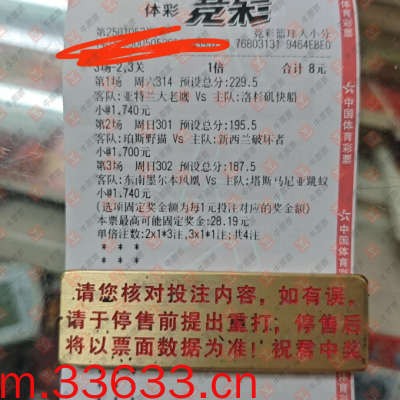 体彩 竞彩
竞彩篮球大小分
76803131 9464EBE0
3场-2,3关 1倍 合计 8元
第1场 周六314 预设总分:229.5
客队:亚特兰大老鹰 Vs 主队:洛杉矶快船
小@1.740元
第2场 周日301 预设总分:195.5
客队:珀斯野猫 Vs 主队:新西兰破坏者
小@1.700元
第3场 周日302 预设总分:187.5
客队:东南墨尔本凤凰 Vs 主队:塔斯马尼亚跳蚁
小@1.740元
(选项固定奖金额为每1元投注对应的奖金额)
本票最高可能固定奖金:28.19元
单倍注数:2x1*3注,3x1*1注;共4注
* * *
* * *
中国体育彩票
中国体育彩票
请您核对投注内容,如有误,
请于停售前提出重打;停售后
将以票面数据为准!祝君中奖
m.33633.cn